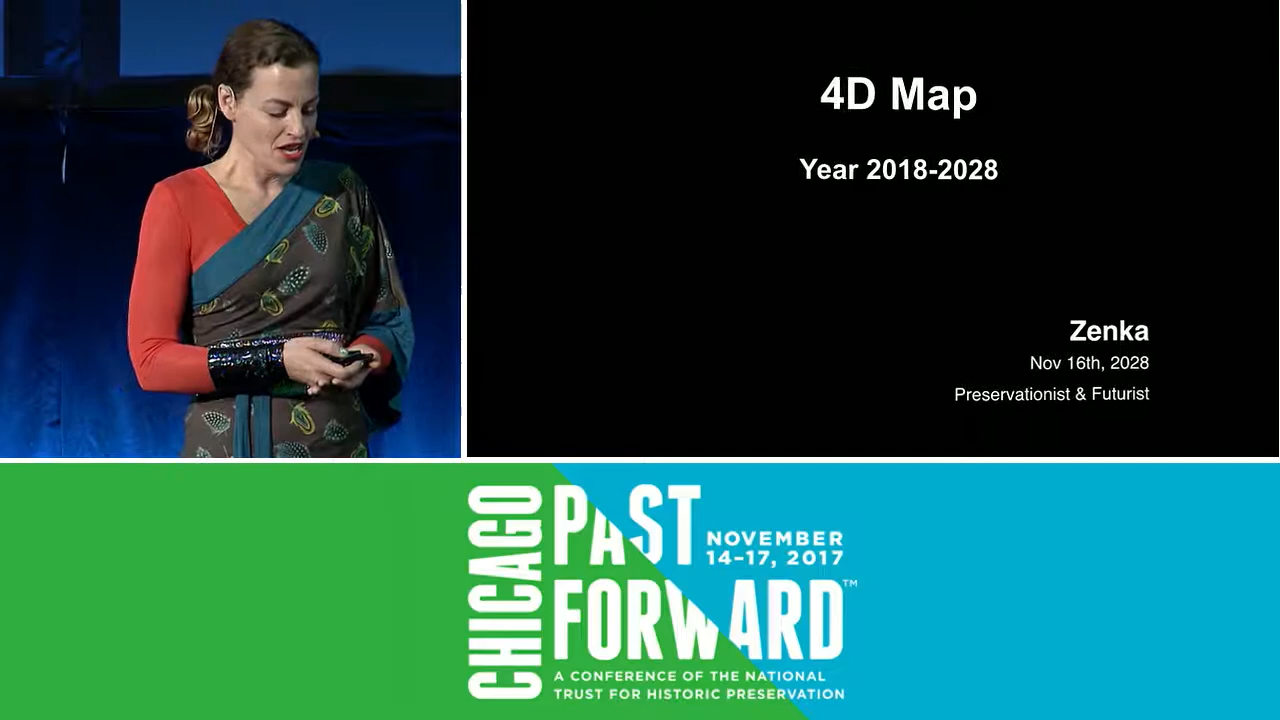 4D Map
Year 2018-2028
Zenka
Nov 16th, 2028
Preservationist & Futurist
CHICAGO
PAST
NOVEMBER
14-17, 2017
FORWARD™
A CONFERENCE OF THE NATIONAL
TRUST FOR HISTORIC PRESERVATION